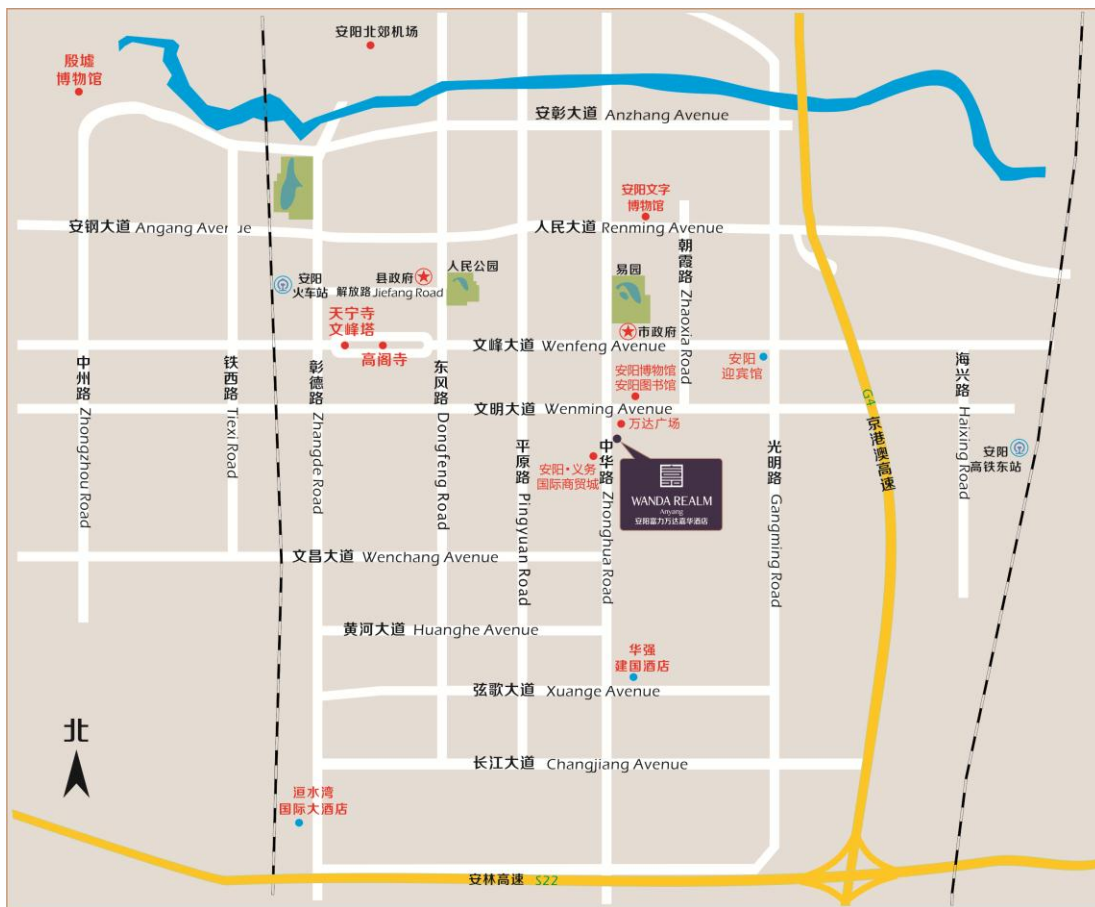 安阳北郊机场
殷墟
博物馆
安彰大道 Anzhang Avenue
安阳文字
博物馆
安钢大道 Angang Avenue
人民大道 Renming Avenue
朝霞路 Zhaoxia Road
安阳
火车站
县政府
解放路 Jiefang Road
人民公园
易园
天宁寺
文峰塔
高阁寺
市政府
文峰大道 Wenfeng Avenue
安阳
迎宾馆
中州路 Zhongzhou Road
铁西路 Tiexi Road
彰德路 Zhangde Road
东风路 Dongfeng Road
安阳博物馆
安阳图书馆
海兴路 Haixing Road
G4 京港澳高速
文明大道 Wenming Avenue
万达广场
平原路 Pingyuan Road
中华路 Zhonghua Road
光明路 Gangming Road
安阳
高铁东站
安阳·义务
国际商贸城
WANDA REALM
Anyang
安阳富力万达嘉华酒店
文昌大道 Wenchang Avenue
黄河大道 Huanghe Avenue
华强
建国酒店
弦歌大道 Xuange Avenue
北
长江大道 Changjiang Avenue
洹水湾
国际大酒店
安林高速 S22